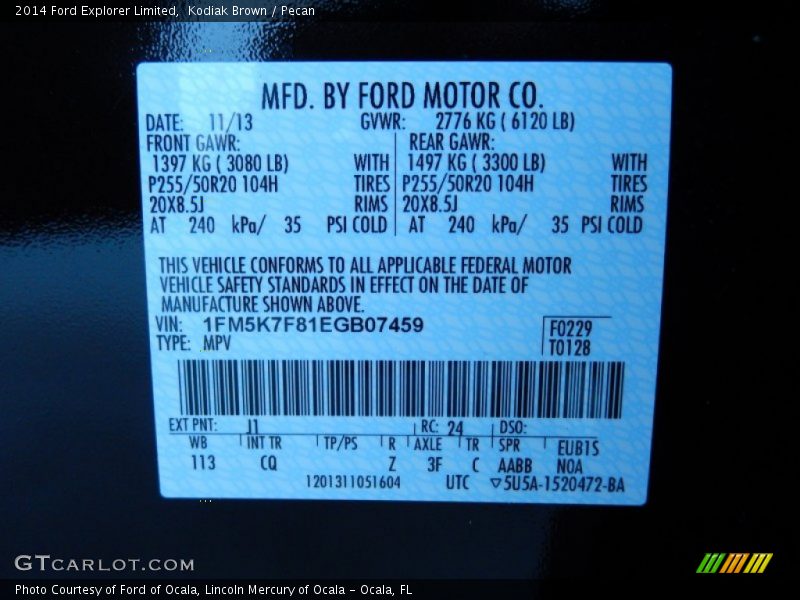 2014 Ford Explorer Limited,  Kodiak Brown / Pecan
MFD. BY FORD MOTOR CO.
DATE: 11/13 GVWR: 2776 KG ( 6120 LB)
FRONT GAWR: REAR GAWR:
1397 KG ( 3080 LB) WITH 1497 KG ( 3300 LB) WITH
P255/50R20 104H TIRES P255/50R20 104H TIRES
20X8.5J RIMS 20X8.5J RIMS
AT 240 kPa/ 35 PSI COLD AT 240 kPa/ 35 PSI COLD
THIS VEHICLE CONFORMS TO ALL APPLICABLE FEDERAL MOTOR
VEHICLE SAFETY STANDARDS IN EFFECT ON THE DATE OF
MANUFACTURE SHOWN ABOVE.
VIN: 1FM5K7F81EGB07459 F0229
TYPE: MPV T0128
EXT PNT: J1 RC: 24 DSO:
WB INT TR TP/PS R AXLE TR SPR EUB1S
113 CQ Z 3F C AABB NOA
1201311051604 UTC ▽5U5A-1520472-BA
GTCARLOT.COM
Photo Courtesy of Ford of Ocala, Lincoln Mercury of Ocala - Ocala, FL